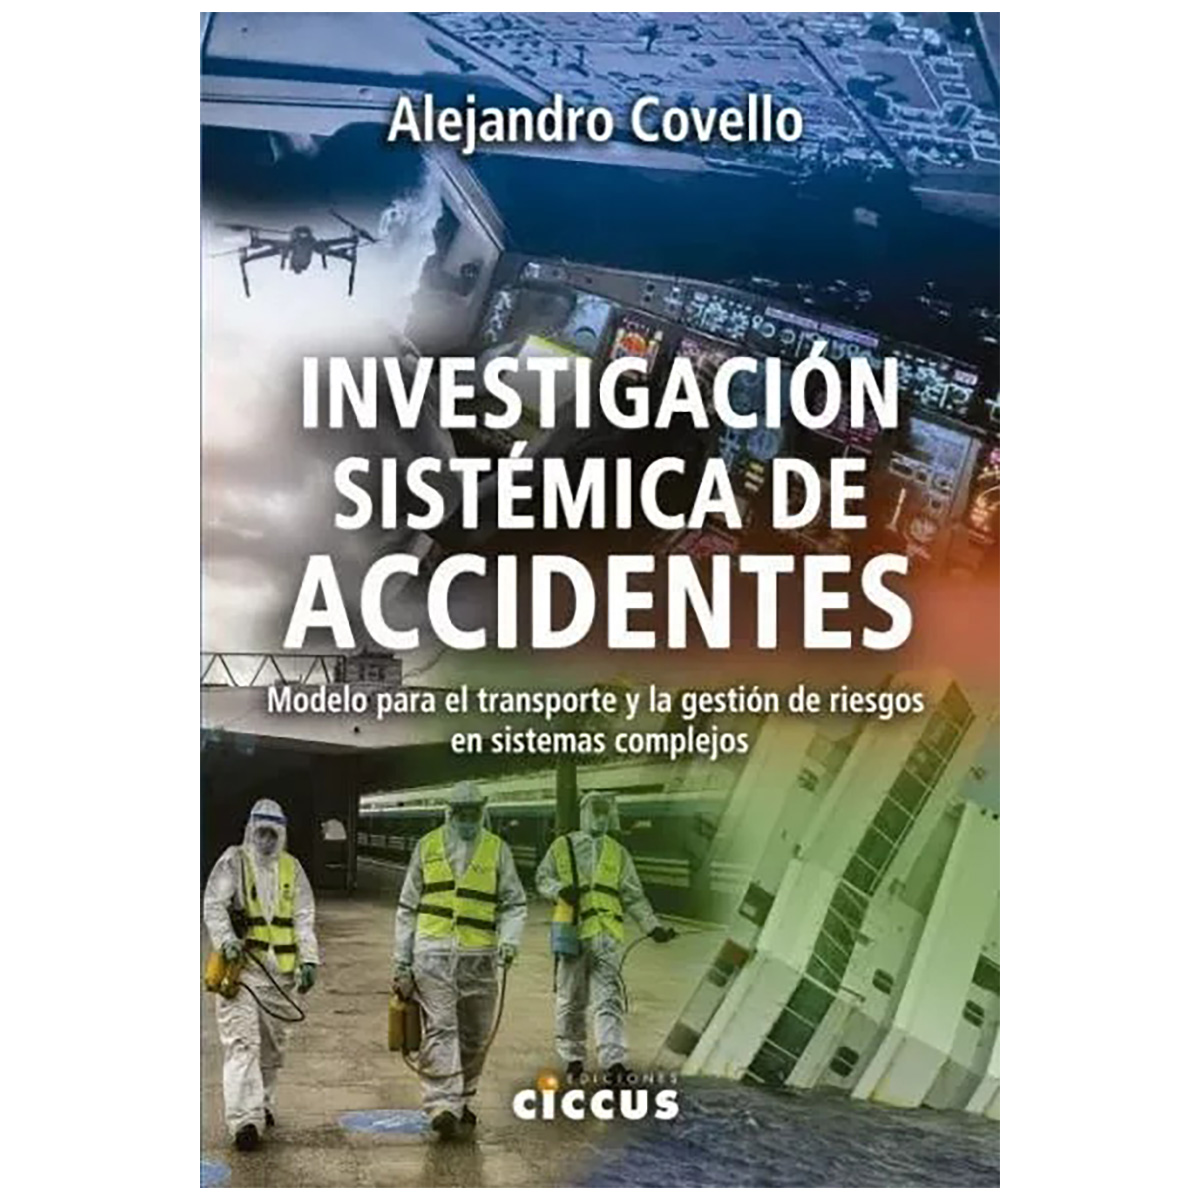 Alejandro Covello
INVESTIGACIÓN
SISTÉMICA DE
ACCIDENTES
Modelo para el transporte y la gestión de riesgos
en sistemas complejos
EDICIONES
ciccus